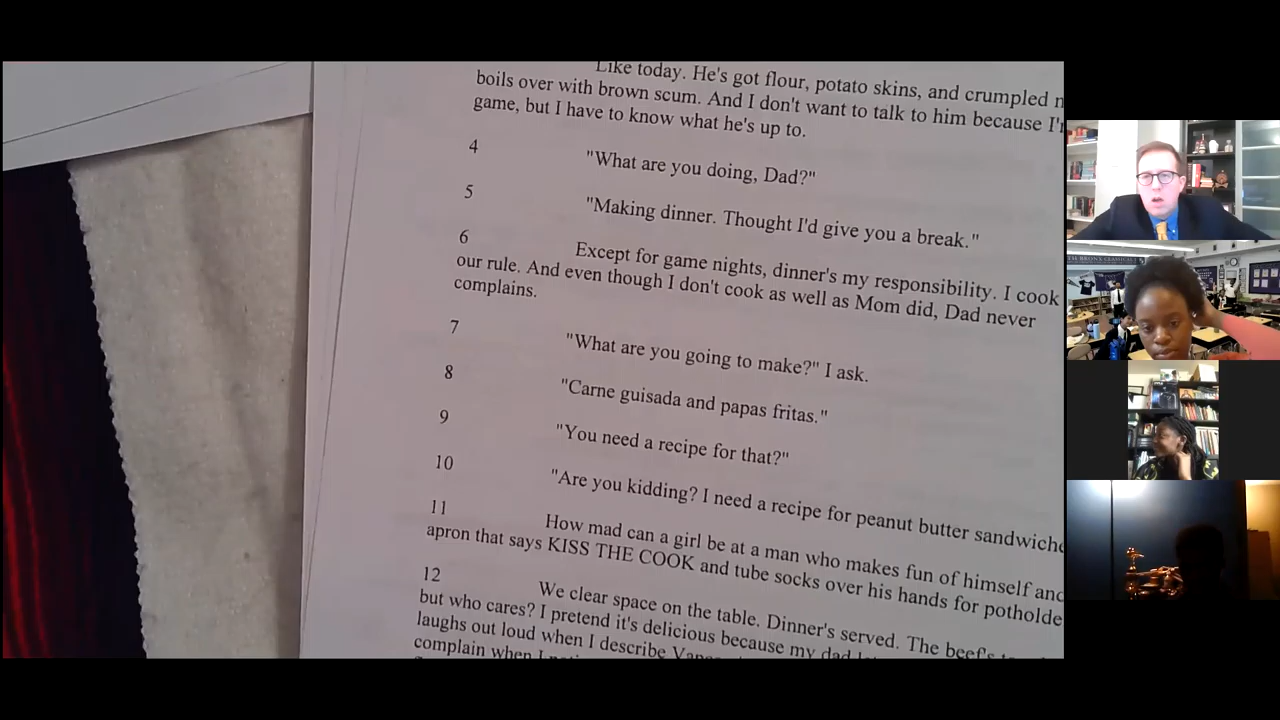 Like today. He's got flour, potato skins, and crumpled
boils over with brown scum. And I don't want to talk to him because
game, but I have to know what he's up to.
4 "What are you doing, Dad?"
5 "Making dinner. Thought I'd give you a break."
6 Except for game nights, dinner's my responsibility. I cook
our rule. And even though I don't cook as well as Mom did, Dad never
complains.
7 "What are you going to make?" I ask.
8 "Carne guisada and papas fritas."
9 "You need a recipe for that?"
10 "Are you kidding? I need a recipe for peanut butter
11 How mad can a girl be at a man who makes fun of himself and
apron that says KISS THE COOK and tube socks over his hands for
12 We clear space on the table. Dinner's served. The beef's
but who cares? I pretend it's delicious because my dad
laughs out loud when I describe
complain when I